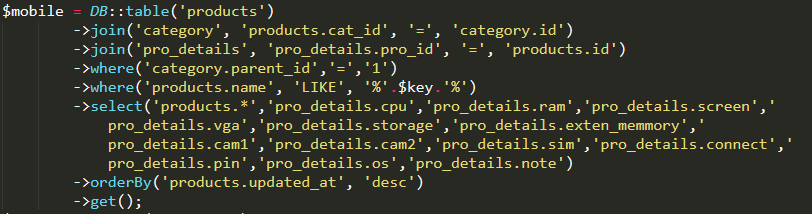 $mobile = DB::table('products')
->join('category', 'products.cat_id', '=', 'category.id')
->join('pro_details', 'pro_details.pro_id', '=', 'products.id')
->where('category.parent_id','=','1')
->where('products.name', 'LIKE', '%'.$key.'%')
->select('products.*','pro_details.cpu','pro_details.ram','pro_details.screen','
pro_details.vga','pro_details.storage','pro_details.exten_memmory','
pro_details.cam1','pro_details.cam2','pro_details.sim','pro_details.connect','
pro_details.pin','pro_details.os','pro_details.note')
->orderBy('products.updated_at', 'desc')
->get();